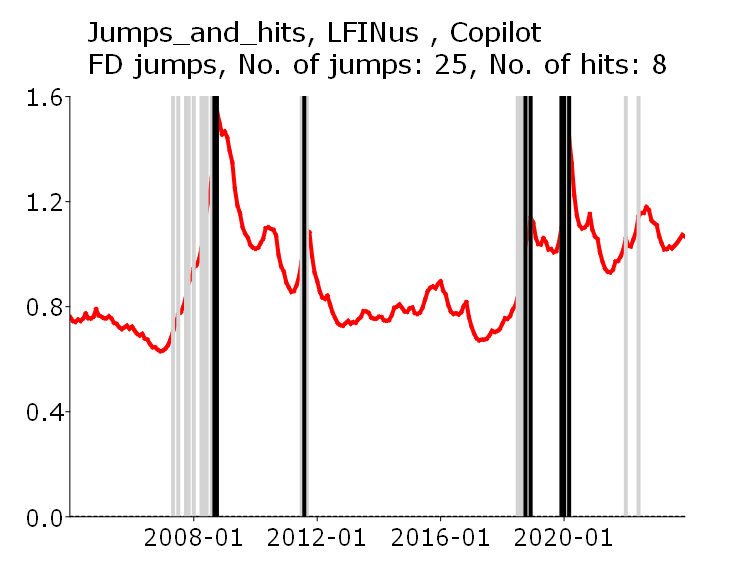 Jumps_and_hits, LFINus , Copilot
FD jumps, No. of jumps: 25, No. of hits: 8
1.6
1.2
0.8
0.4
0.0
2008-01 2012-01 2016-01 2020-01